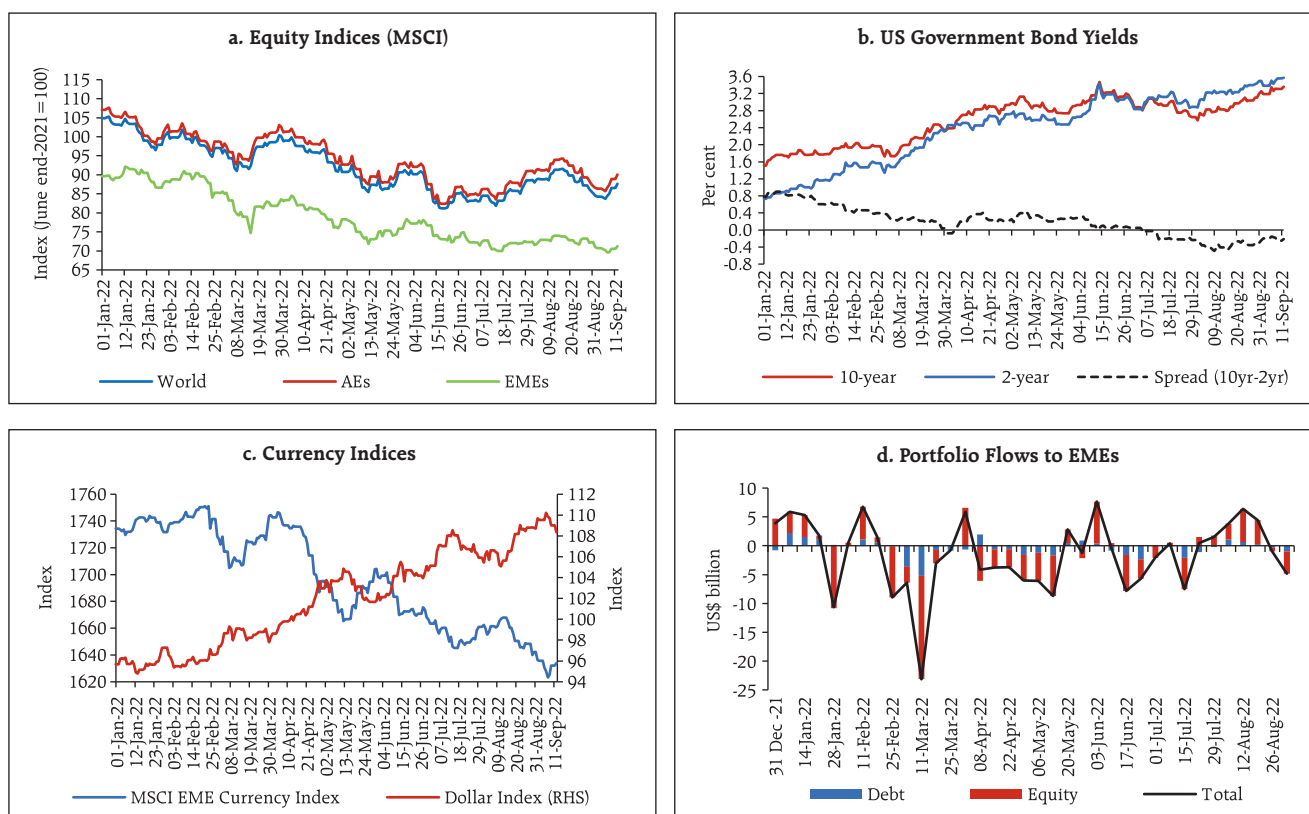 a. Equity Indices (MSCI)
Index (June end-2021=100)
115
110
105
100
95
90
85
80
75
70
65
01-Jan-22
12-Jan-22
23-Jan-22
03-Feb-22
14-Feb-22
25-Feb-22
08-Mar-22
19-Mar-22
30-Mar-22
10-Apr-22
21-Apr-22
02-May-22
13-May-22
24-May-22
04-Jun-22
15-Jun-22
26-Jun-22
07-Jul-22
18-Jul-22
29-Jul-22
09-Aug-22
20-Aug-22
31-Aug-22
11-Sep-22
World AEs EMEs
b. US Government Bond Yields
Per cent
3.6
3.2
2.8
2.4
2.0
1.6
1.2
0.8
0.4
0.0
-0.4
-0.8
01-Jan-22
12-Jan-22
23-Jan-22
03-Feb-22
14-Feb-22
25-Feb-22
08-Mar-22
19-Mar-22
30-Mar-22
10-Apr-22
21-Apr-22
02-May-22
13-May-22
24-May-22
04-Jun-22
15-Jun-22
26-Jun-22
07-Jul-22
18-Jul-22
29-Jul-22
09-Aug-22
20-Aug-22
31-Aug-22
11-Sep-22
10-year 2-year Spread (10yr-2yr)
c. Currency Indices
Index
1760
1740
1720
1700
1680
1660
1640
1620
112
110
108
106
104
102
100
98
96
94
Index
01-Jan-22
12-Jan-22
23-Jan-22
03-Feb-22
14-Feb-22
25-Feb-22
08-Mar-22
19-Mar-22
30-Mar-22
10-Apr-22
21-Apr-22
02-May-22
13-May-22
24-May-22
04-Jun-22
15-Jun-22
26-Jun-22
07-Jul-22
18-Jul-22
29-Jul-22
09-Aug-22
20-Aug-22
31-Aug-22
11-Sep-22
MSCI EME Currency Index Dollar Index (RHS)
d. Portfolio Flows to EMEs
US$ billion
10
5
0
-5
-10
-15
-20
-25
31 Dec -21
14-Jan-22
28-Jan-22
11-Feb-22
25-Feb-22
11-Mar-22
25-Mar-22
08-Apr-22
22-Apr-22
06-May-22
20-May-22
03-Jun-22
17-Jun-22
01-Jul-22
15-Jul-22
29-Jul-22
12-Aug-22
26-Aug-22
Debt Equity Total